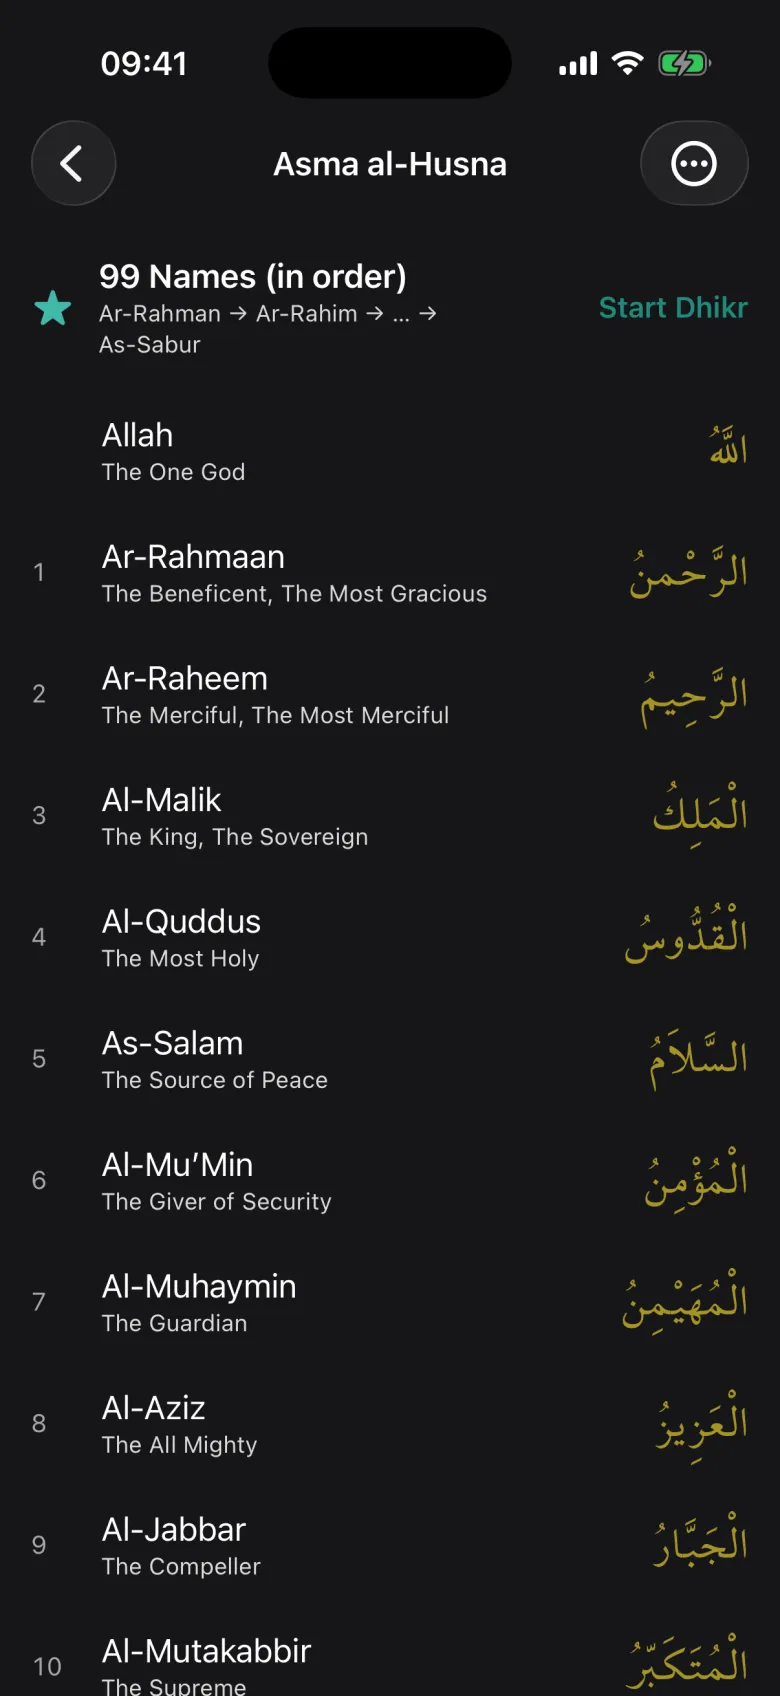 09:41
Asma al-Husna
99 Names (in order)
Ar-Rahman → Ar-Rahim → ... →
As-Sabur
Start Dhikr
Allah
The One God
اللَّهُ
1
Ar-Rahmaan
The Beneficent, The Most Gracious
الرَّحْمنُ
2
Ar-Raheem
The Merciful, The Most Merciful
الرَّحِيمُ
3
Al-Malik
The King, The Sovereign
الْمَلِكُ
4
Al-Quddus
The Most Holy
الْقُدُّوسُ
5
As-Salam
The Source of Peace
السَّلاَمُ
6
Al-Mu’Min
The Giver of Security
الْمُؤْمِنُ
7
Al-Muhaymin
The Guardian
الْمُهَيْمِنُ
8
Al-Aziz
The All Mighty
الْعَزِيزُ
9
Al-Jabbar
The Compeller
الْجَبَّارُ
10
Al-Mutakabbir
The Supreme
الْمُتَكَبِّرُ